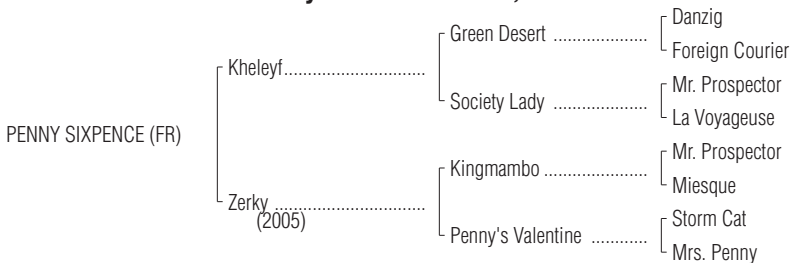 Danzig
Green Desert ..................
Foreign Courier
Kheleyf...........................
Mr. Prospector
Society Lady ..................
La Voyageuse
PENNY SIXPENCE (FR)
Mr. Prospector
Kingmambo ....................
Miesque
Zerky .............................
(2005)
Storm Cat
Penny's Valentine ...........
Mrs. Penny